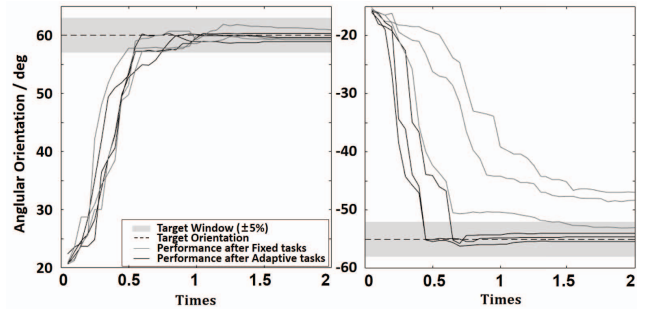 Anglular Orientation / deg
60
50
40
30
20
0
0.5
1
1.5
2
Times
Target Window (±5%)
Target Orientation
Performance after Fixed tasks
Performance after Adaptive tasks
-20
-30
-40
-50
-60
0
0.5
1
1.5
2
Times